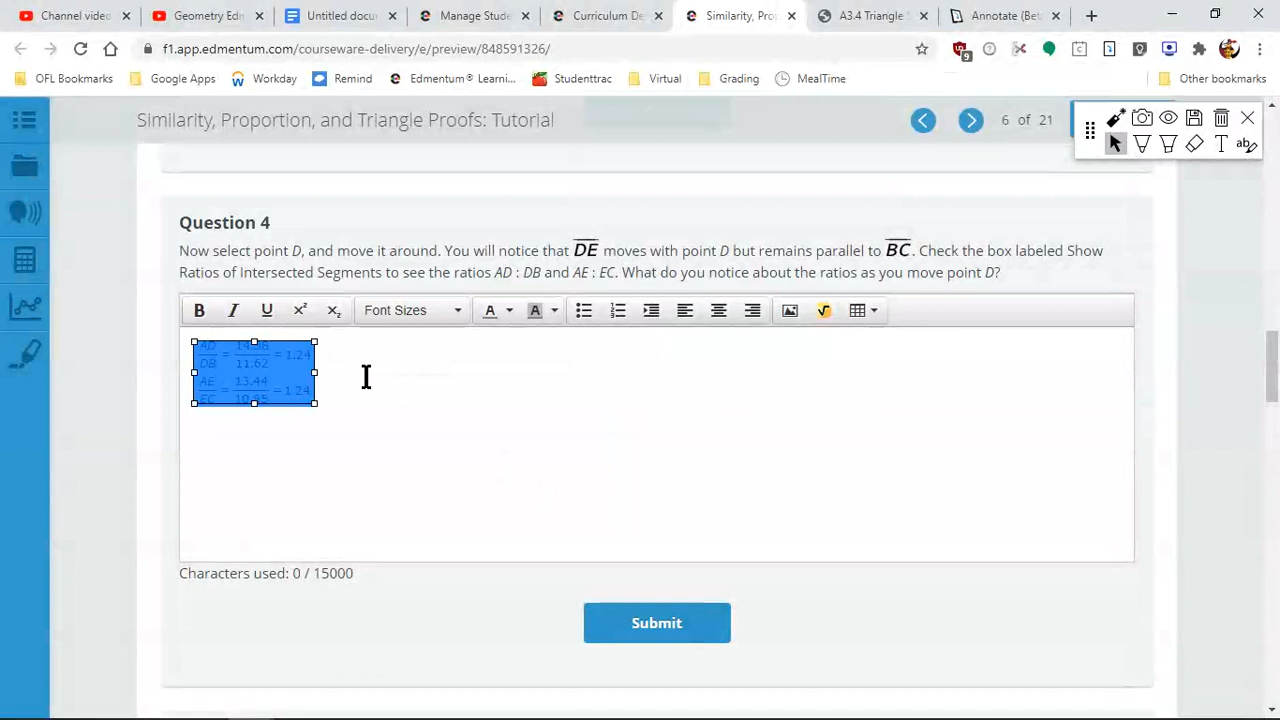 Channel video
Geometry Edm
Untitled docu
Manage Stude
Curriculum De
Similarity, Pro
A3.4 Triangle S
Annotate (Bet
f1.app.edmentum.com/courseware-delivery/e/preview/848591326/
9
OFL Bookmarks
Google Apps
Workday
Remind
Edmentum® Learni...
Studenttrac
Virtual
Grading
MealTime
Other bookmarks
Similarity, Proportion, and Triangle Proofs: Tutorial
6 of 21
Question 4
Now select point D, and move it around. You will notice that DE moves with point D but remains parallel to BC. Check the box labeled Show
Ratios of Intersected Segments to see the ratios AD : DB and AE : EC. What do you notice about the ratios as you move point D?
B I U x² x₂ Font Sizes A A
AD/DB = /11.62 = 1.24
AE/EC = 13.44/ = 1.24
Characters used: 0 / 15000
Submit